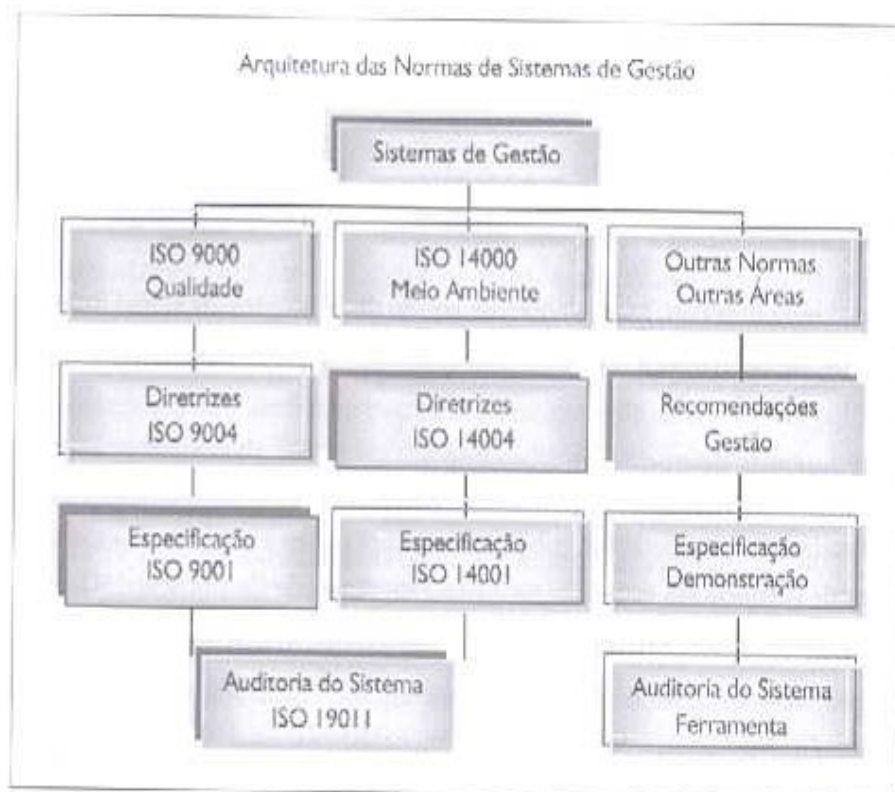 Arquitetura das Normas de Sistemas de Gestão
Sistemas de Gestão
ISO 9000
Qualidade
ISO 14000
Meio Ambiente
Outras Normas
Outras Áreas
Diretrizes
ISO 9004
Diretrizes
ISO 14004
Recomendações
Gestão
Especificação
ISO 9001
Especificação
ISO 14001
Especificação
Demonstração
Auditoria do Sistema
ISO 19011
Auditoria do Sistema
Ferramenta